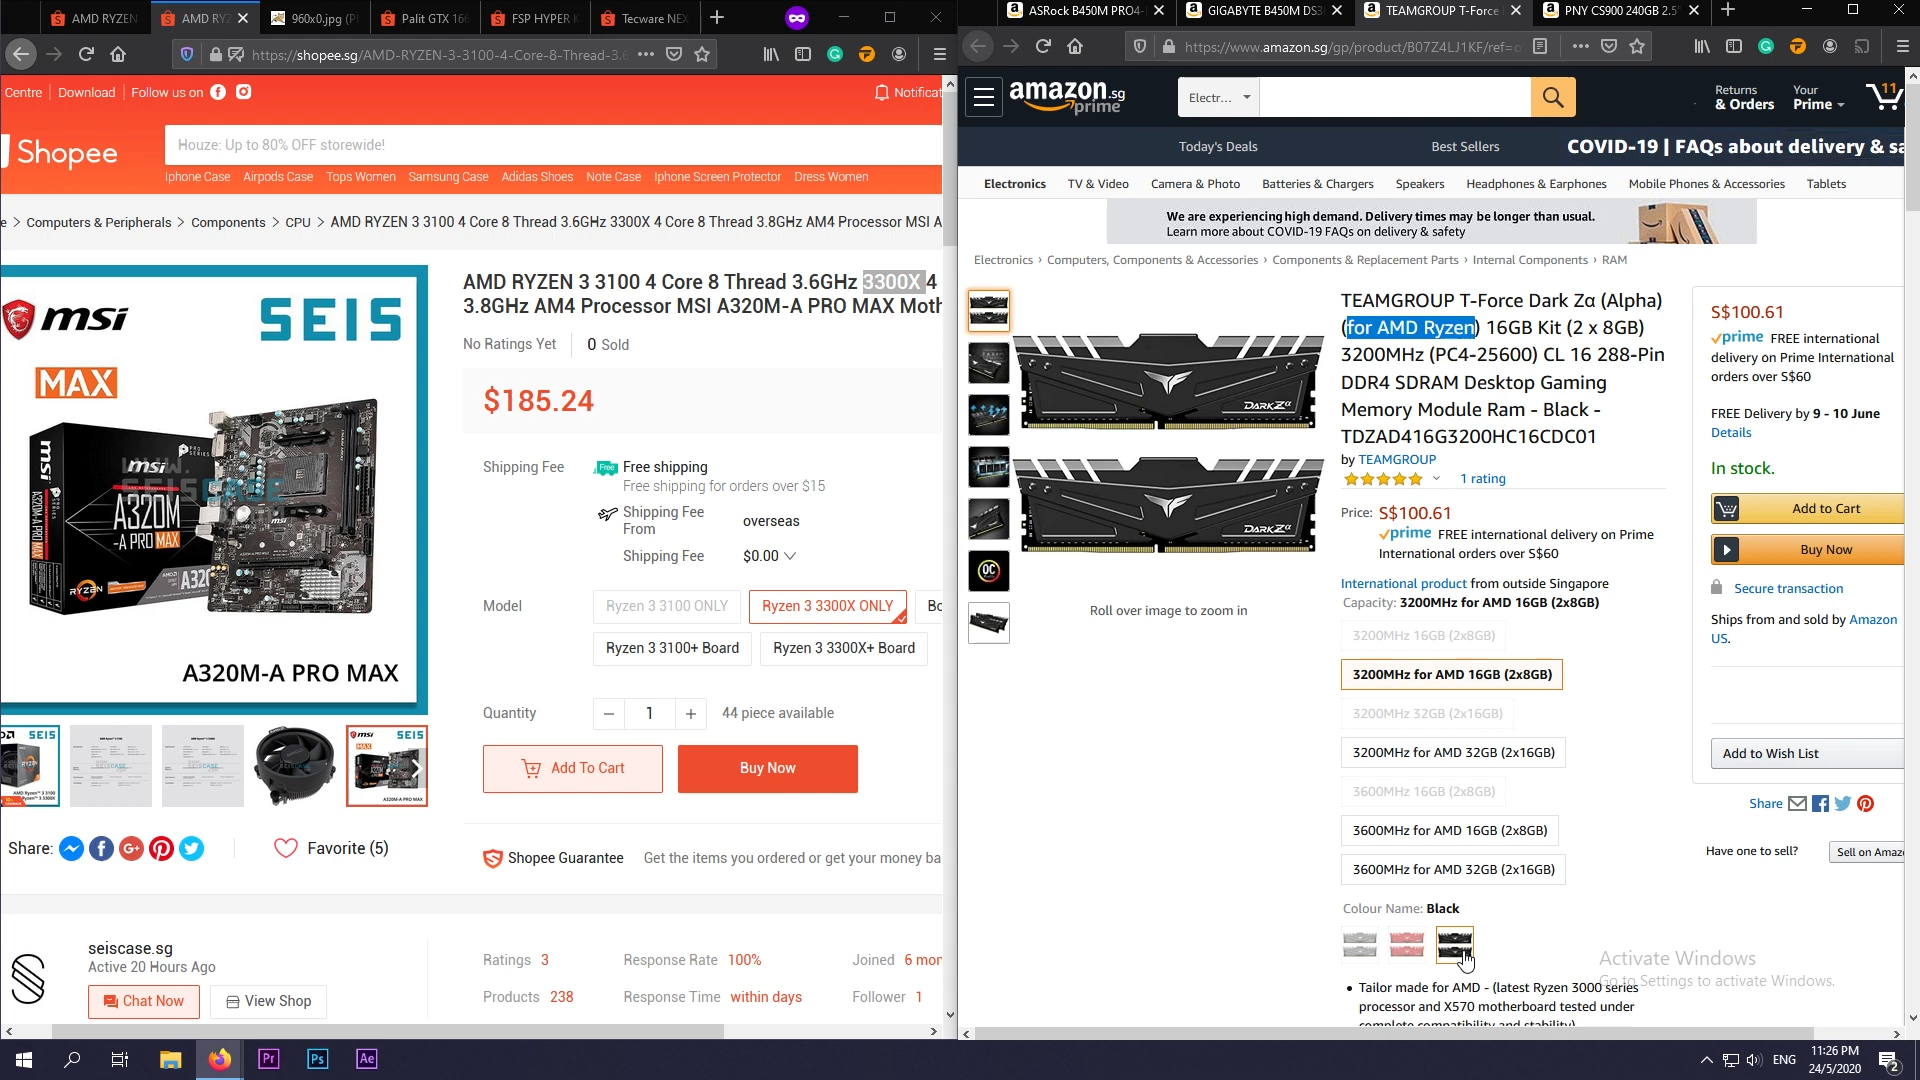 AMD RYZEN
AMD RYZ
960x0.jpg (P
Palit GTX 166
FSP HYPER K
Tecware NEX
https://shopee.sg/AMD-RYZEN-3-3100-4-Core-8-Thread-3.6
Centre
Download
Follow us on
Notificat
Shopee
Houze: Up to 80% OFF storewide!
Iphone Case Airpods Case Tops Women Samsung Case Adidas Shoes Note Case Iphone Screen Protector Dress Women
e > Computers & Peripherals > Components > CPU > AMD RYZEN 3 3100 4 Core 8 Thread 3.6GHz 3300X 4 Core 8 Thread 3.8GHz AM4 Processor MSI A
msi
SEIS
MAX
A320M-A PRO MAX
AMD RYZEN 3 3100 4 Core 8 Thread 3.6GHz 3300X 4
3.8GHz AM4 Processor MSI A320M-A PRO MAX Moth
No Ratings Yet
0 Sold
$185.24
Shipping Fee
Free
Free shipping
Free shipping for orders over $15
Shipping Fee
From
overseas
Shipping Fee
$0.00
Model
Ryzen 3 3100 ONLY
Ryzen 3 3300X ONLY
Bo
Ryzen 3 3100+ Board
Ryzen 3 3300X+ Board
Quantity
1
44 piece available
Add To Cart
Buy Now
Share:
Favorite (5)
Shopee Guarantee
Get the items you ordered or get your money ba
seiscase.sg
Active 20 Hours Ago
Chat Now
View Shop
Ratings 3
Response Rate 100%
Joined 6 mon
Products 238
Response Time within days
Follower 1
ASRock B450M PRO4-
GIGABYTE B450M DS3
TEAMGROUP T-Force
PNY CS900 240GB 2.5"
https://www.amazon.sg/gp/product/B07Z4LJ1KF/ref=o
amazon.sg
prime
Electr...
Returns
& Orders
Your
Prime
11
Today's Deals
Best Sellers
COVID-19 | FAQs about delivery & sa
Electronics TV & Video Camera & Photo Batteries & Chargers Speakers Headphones & Earphones Mobile Phones & Accessories Tablets
We are experiencing high demand. Delivery times may be longer than usual.
Learn more about COVID-19 FAQs on delivery & safety
Electronics › Computers, Components & Accessories › Components & Replacement Parts › Internal Components › RAM
DARKZα
DARKZα
Roll over image to zoom in
TEAMGROUP T-Force Dark Zα (Alpha)
(for AMD Ryzen) 16GB Kit (2 x 8GB)
3200MHz (PC4-25600) CL 16 288-Pin
DDR4 SDRAM Desktop Gaming
Memory Module Ram - Black -
TDZAD416G3200HC16CDC01
by TEAMGROUP
1 rating
Price: S$100.61
prime FREE international delivery on Prime
International orders over S$60
International product from outside Singapore
Capacity: 3200MHz for AMD 16GB (2x8GB)
3200MHz 16GB (2x8GB)
3200MHz for AMD 16GB (2x8GB)
3200MHz 32GB (2x16GB)
3200MHz for AMD 32GB (2x16GB)
3600MHz 16GB (2x8GB)
3600MHz for AMD 16GB (2x8GB)
3600MHz for AMD 32GB (2x16GB)
Colour Name: Black
Tailor made for AMD - (latest Ryzen 3000 series
processor and X570 motherboard tested under
complete compatibility and stability)
S$100.61
prime FREE international
delivery on Prime International
orders over S$60
FREE Delivery by 9 - 10 June
Details
In stock.
Add to Cart
Buy Now
Secure transaction
Ships from and sold by Amazon
US.
Add to Wish List
Share
Have one to sell?
Sell on Amaz
Activate Windows
Go to Settings to activate Windows.
Pr
Ps
Ae
ENG
11:26 PM
24/5/2020
2